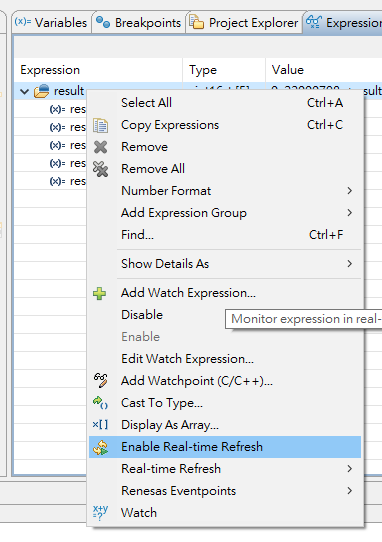 (x)= Variables Breakpoints Project Explorer Expression
Expression Type Value
result [5]
(x)= res
(x)= res
(x)= res
(x)= res
(x)= res
Select All Ctrl+A
Copy Expressions Ctrl+C
Remove
Remove All
Number Format
Add Expression Group
Find... Ctrl+F
Show Details As
Add Watch Expression...
Disable
Monitor expression in real-
Enable
Edit Watch Expression...
Add Watchpoint (C/C++)...
Cast To Type...
×[] Display As Array...
Enable Real-time Refresh
Real-time Refresh
Renesas Eventpoints
x+y=? Watch